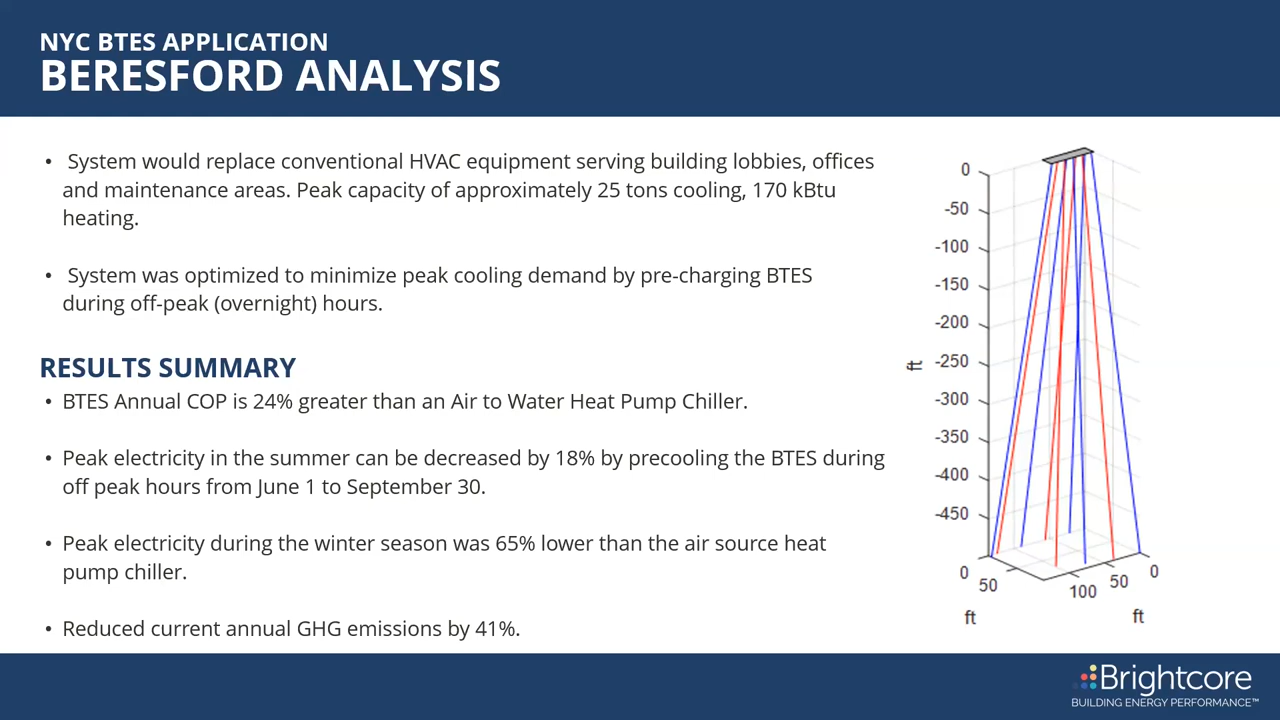 NYC BTES APPLICATION
BERESFORD ANALYSIS
• System would replace conventional HVAC equipment serving building lobbies, offices
and maintenance areas. Peak capacity of approximately 25 tons cooling, 170 kBtu
heating.
• System was optimized to minimize peak cooling demand by pre-charging BTES
during off-peak (overnight) hours.
RESULTS SUMMARY
• BTES Annual COP is 24% greater than an Air to Water Heat Pump Chiller.
• Peak electricity in the summer can be decreased by 18% by precooling the BTES during
off peak hours from June 1 to September 30.
• Peak electricity during the winter season was 65% lower than the air source heat
pump chiller.
• Reduced current annual GHG emissions by 41%.
0
-50
-100
-150
-200
-250
-300
-350
-400
-450
ft
0
50
ft
100
50
0
ft
Brightcore
BUILDING ENERGY PERFORMANCE™